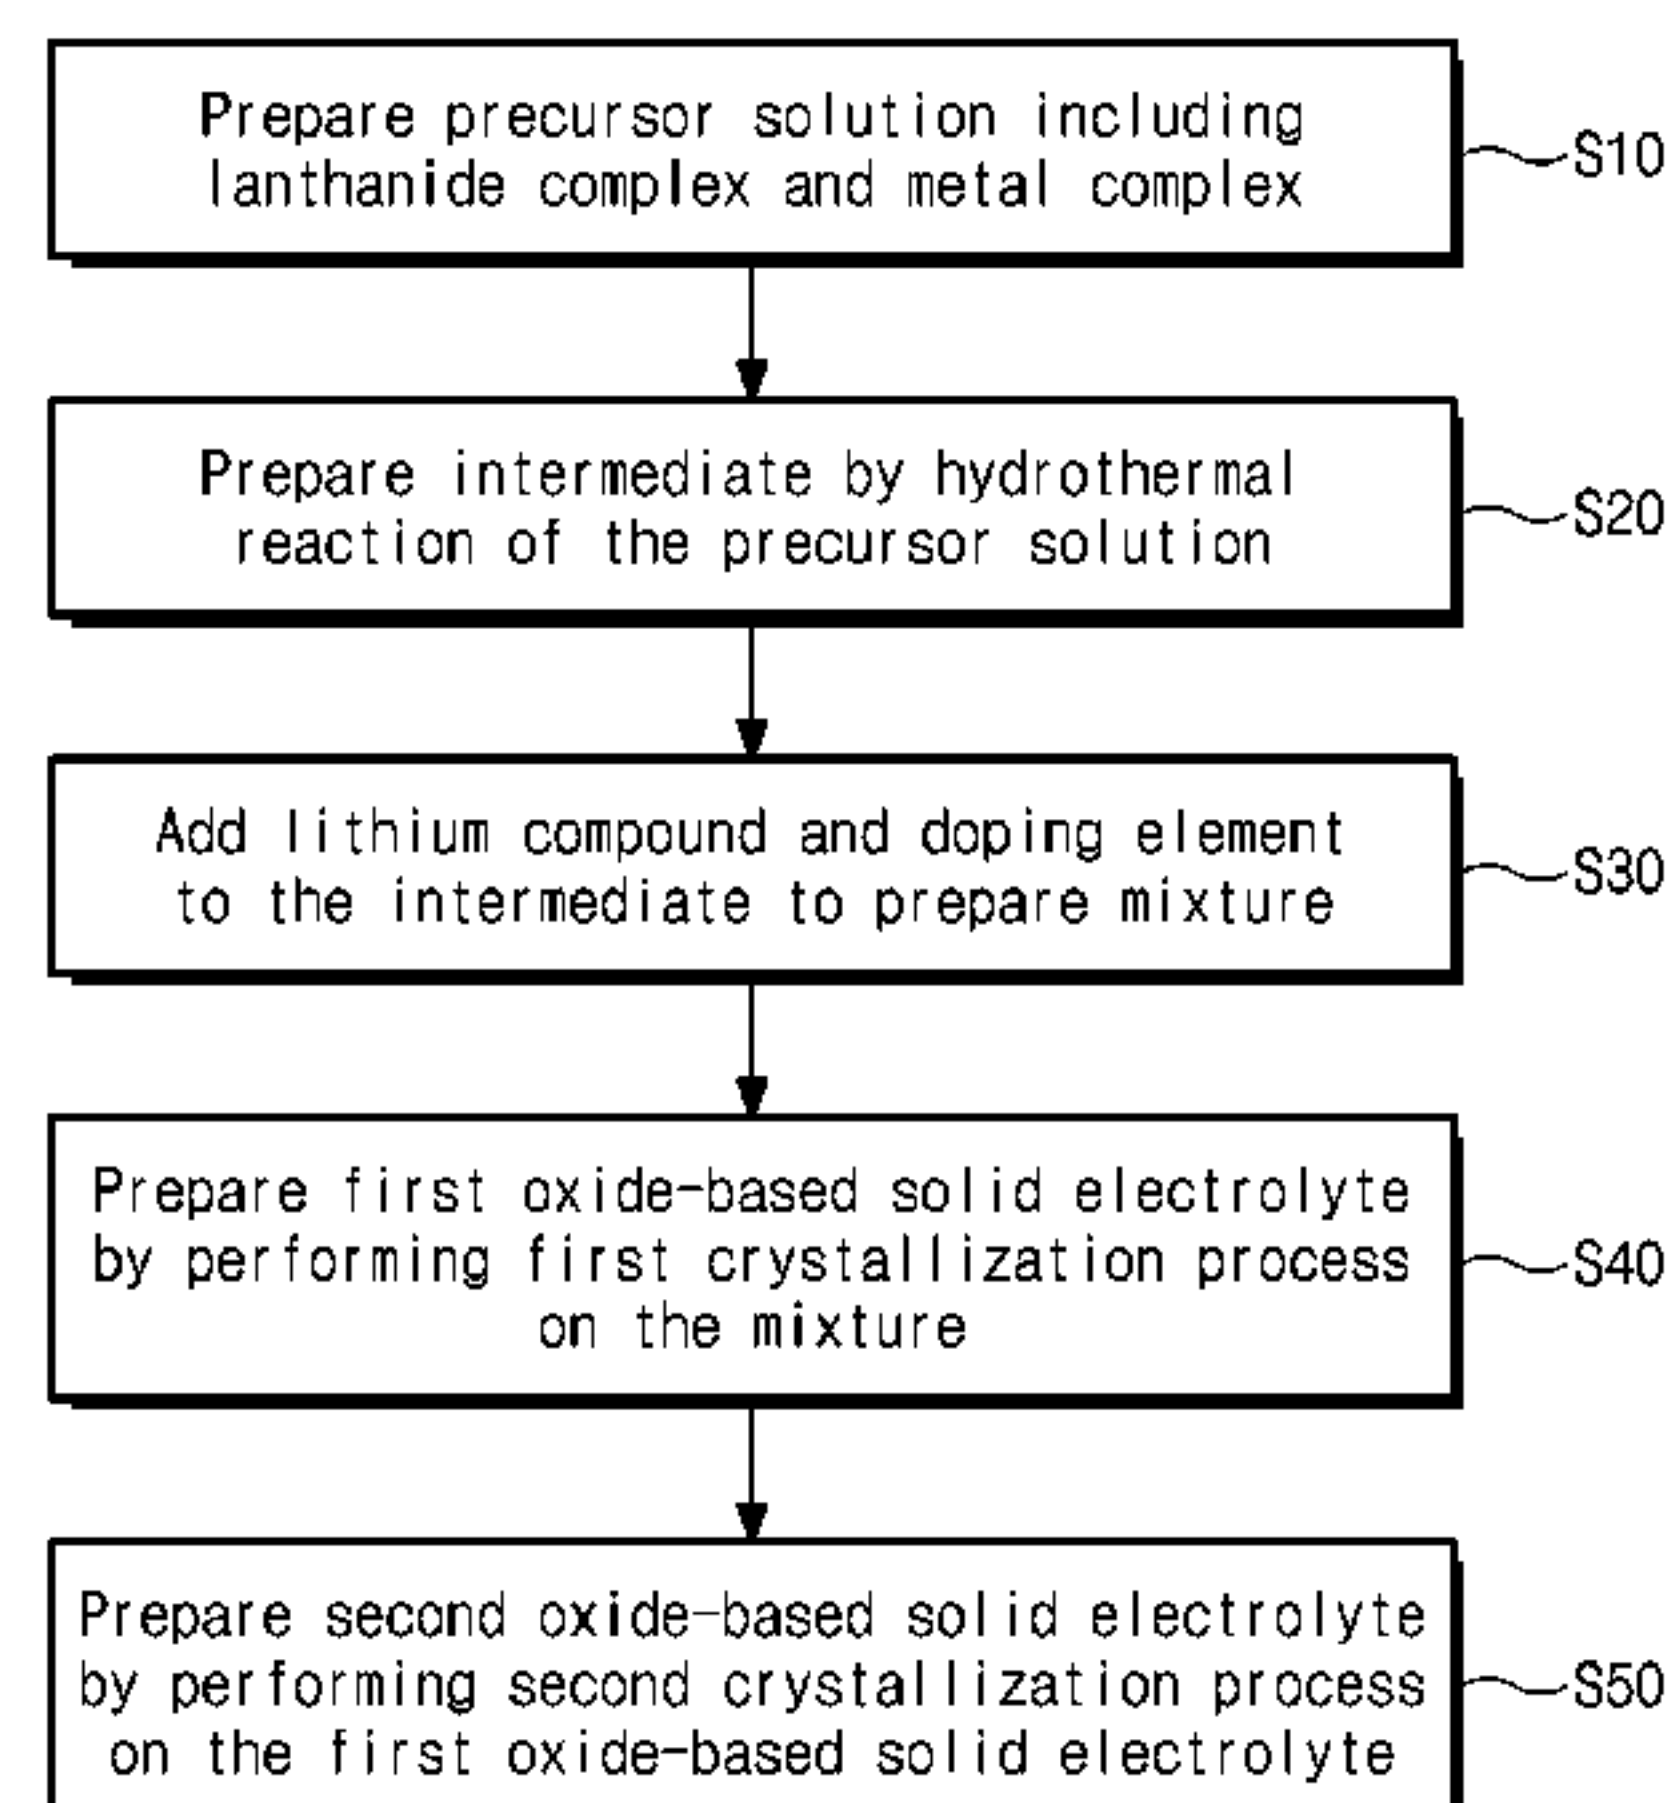 Prepare precursor solution including
lanthanide complex and metal complex
S10
Prepare intermediate by hydrothermal
reaction of the precursor solution
S20
Add lithium compound and doping element
to the intermediate to prepare mixture
S30
Prepare first oxide-based solid electrolyte
by performing first crystallization process
on the mixture
S40
Prepare second oxide-based solid electrolyte
by performing second crystallization process
on the first oxide-based solid electrolyte
S50